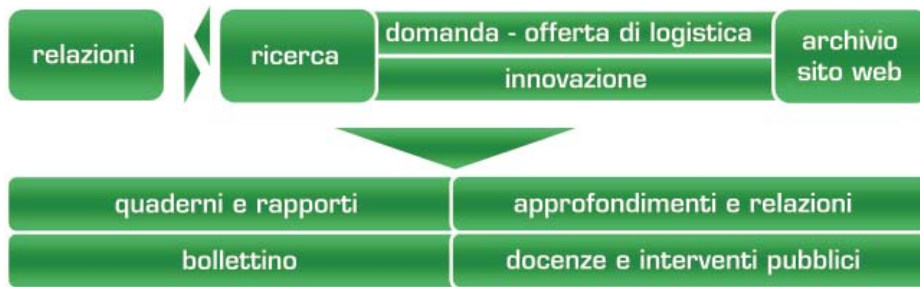 relazioni
ricerca
domanda - offerta di logistica
innovazione
archivio
sito web
quaderni e rapporti
approfondimenti e relazioni
bollettino
docenze e interventi pubblici